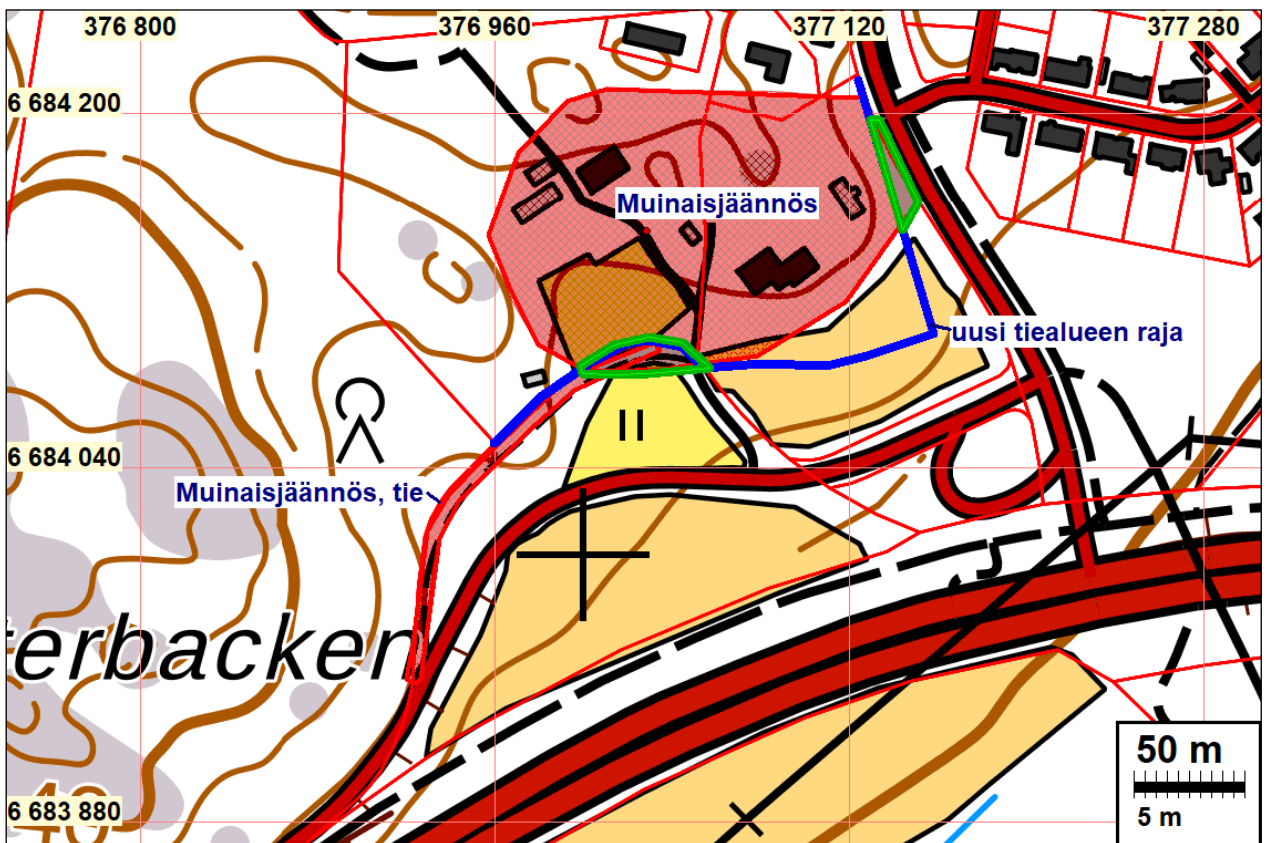 376 800
376 960
377 120
377 280
6 684 200
Muinaisjäännös
uusi tiealueen raja
6 684 040
Muinaisjäännös, tie
terbacken
50 m
5 m
6 683 880
40